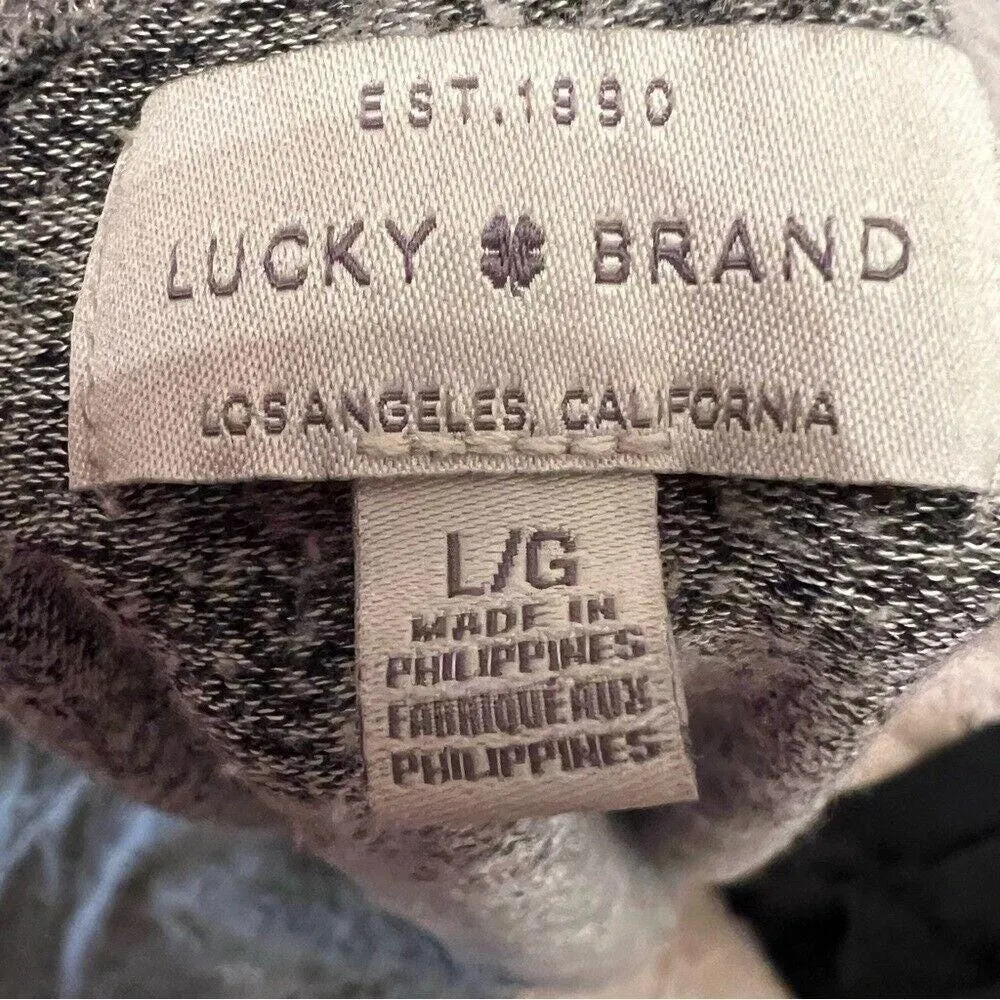 EST.1990
LUCKY BRAND
LOS ANGELES, CALIFORNIA
L/G
MADE IN
PHILIPPINES
FABRIQUÉ AUX
PHILIPPINES